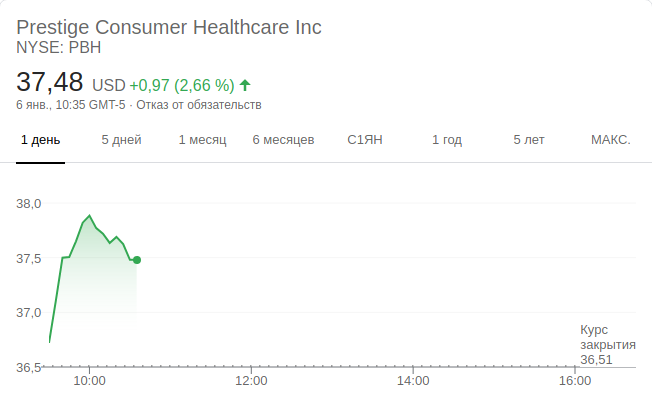 Prestige Consumer Healthcare Inc
NYSE: PBH
37,48 USD +0,97 (2,66 %)
6 янв., 10:35 GMT-5 · Отказ от обязательств
1 день 5 дней 1 месяц 6 месяцев С1ЯН 1 год 5 лет МАКС.
38,0
37,5
37,0
Курс
закрытия
36,51
36,5
10:00 12:00 14:00 16:00